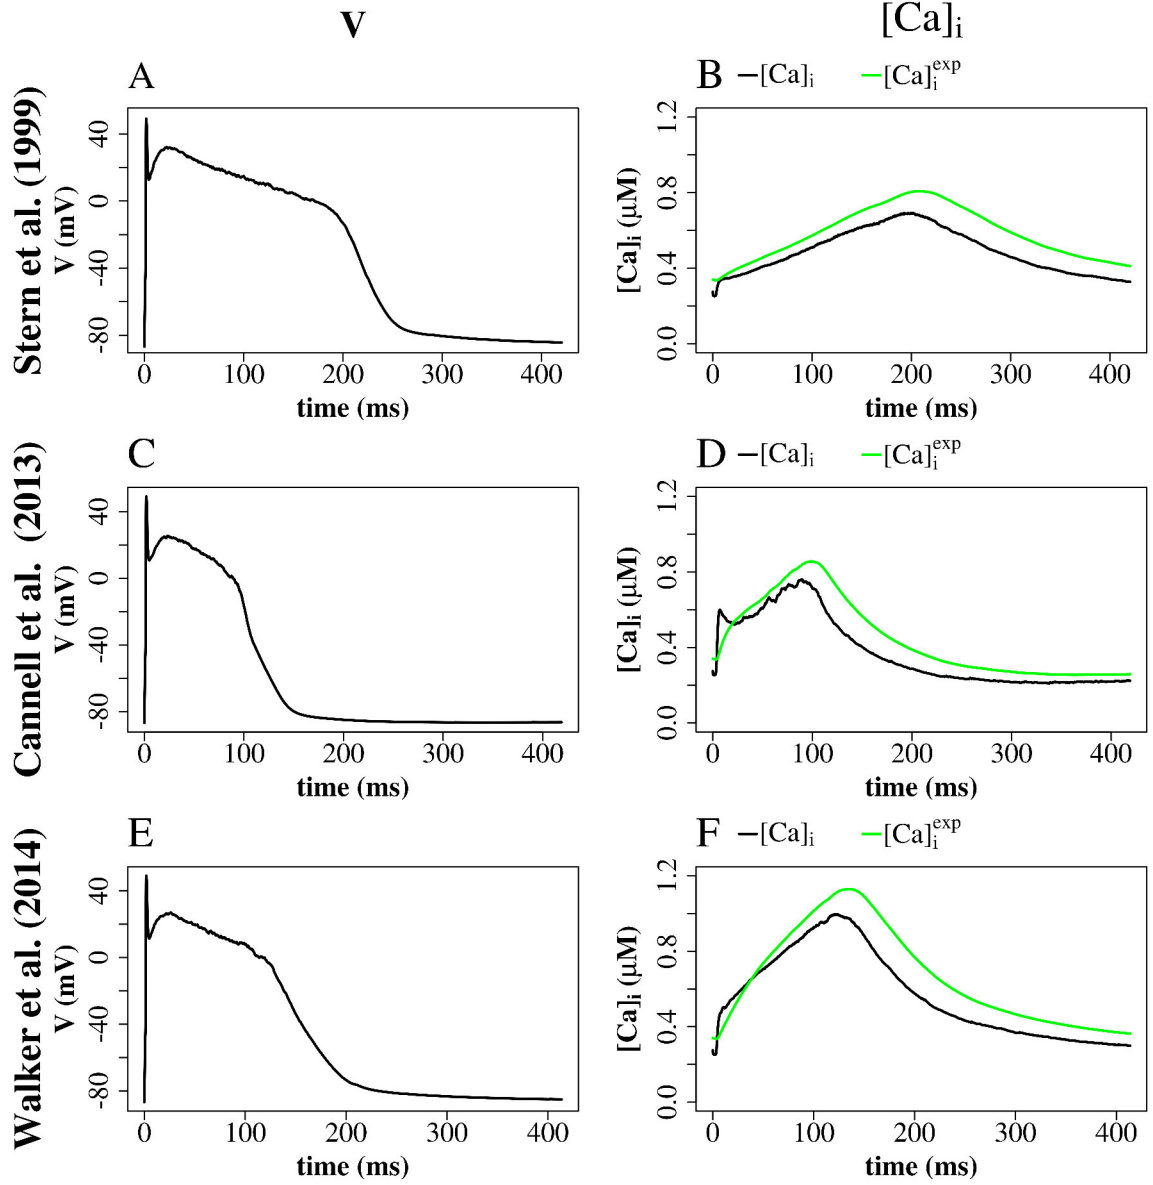 V
[Ca]i
Stern et al. (1999)
A
V (mV)
40
0
-40
-80
0 100 200 300 400
time (ms)
B [Ca]i [Ca]i exp
[Ca]i (μM)
1.2
0.8
0.4
0.0
0 100 200 300 400
time (ms)
Cannell et al. (2013)
C
V (mV)
40
0
-40
-80
0 100 200 300 400
time (ms)
D [Ca]i [Ca]i exp
[Ca]i (μM)
1.2
0.8
0.4
0.0
0 100 200 300 400
time (ms)
Walker et al. (2014)
E
V (mV)
40
0
-40
-80
0 100 200 300 400
time (ms)
F [Ca]i [Ca]i exp
[Ca]i (μM)
1.2
0.8
0.4
0.0
0 100 200 300 400
time (ms)